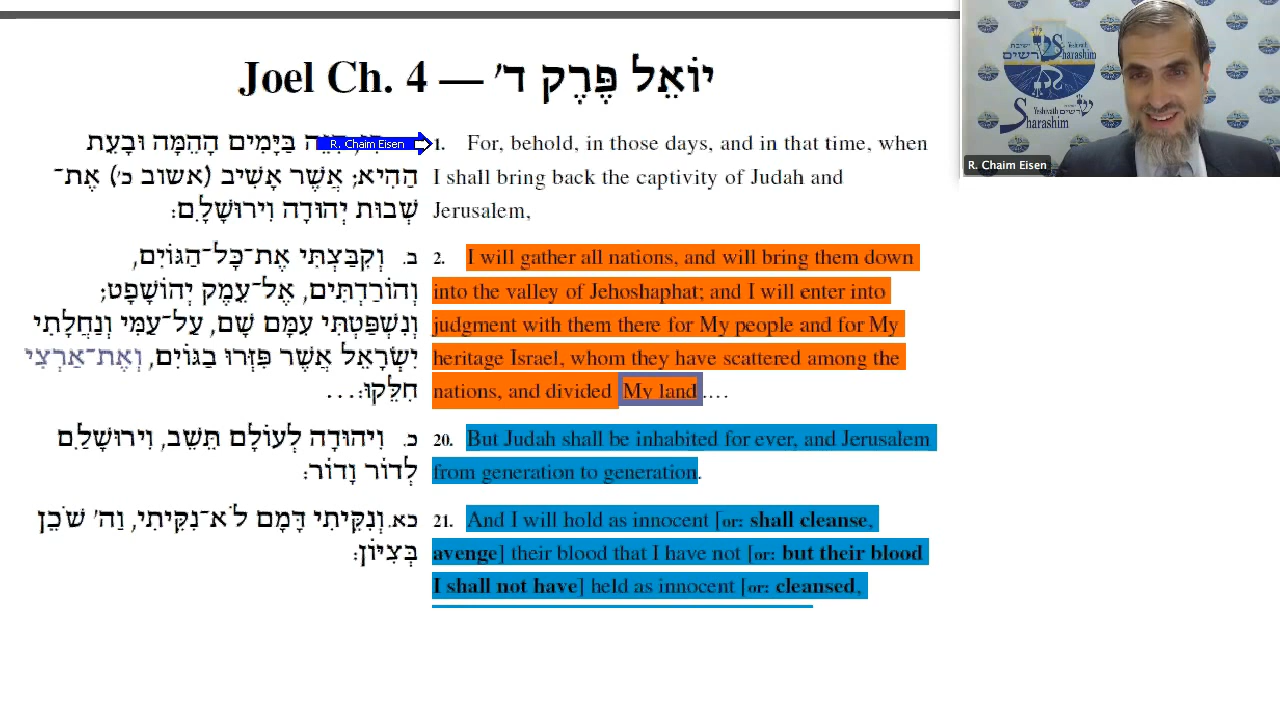 Joel Ch. 4 — יוֹאֵל פֶּרֶק ד׳
בַּיָּמִים הָהֵמָּה וּבָעֵת
הַהִיא; אֲשֶׁר אָשִׁיב (אשוב כ׳) אֶת־
שְׁבוּת יְהוּדָה וִירוּשָׁלִָם:
R. Chaim Eisen
1. For, behold, in those days, and in that time, when
I shall bring back the captivity of Judah and
Jerusalem,
ב. וְקִבַּצְתִּי אֶת־כָּל־הַגּוֹיִם,
וְהוֹרַדְתִּים, אֶל־עֵמֶק יְהוֹשָׁפָט;
וְנִשְׁפַּטְתִּי עִמָּם שָׁם, עַל־עַמִּי וְנַחֲלָתִי
יִשְׂרָאֵל אֲשֶׁר פִּזְּרוּ בַגּוֹיִם, וְאֶת־אַרְצִי
חִלֵּקוּ:...
2. I will gather all nations, and will bring them down
into the valley of Jehoshaphat; and I will enter into
judgment with them there for My people and for My
heritage Israel, whom they have scattered among the
nations, and divided My land....
כ. וִיהוּדָה לְעוֹלָם תֵּשֵׁב, וִירוּשָׁלִַם
לְדוֹר וָדוֹר:
20. But Judah shall be inhabited for ever, and Jerusalem
from generation to generation.
כא. וְנִקֵּיתִי דָּמָם לֹא־נִקֵּיתִי, וַה׳ שֹׁכֵן
בְּצִיּוֹן:
21. And I will hold as innocent [or: shall cleanse,
avenge] their blood that I have not [or: but their blood
I shall not have] held as innocent [or: cleansed,
ישיבת
Sharashim
Yeshivath
Sharashim
R. Chaim Eisen